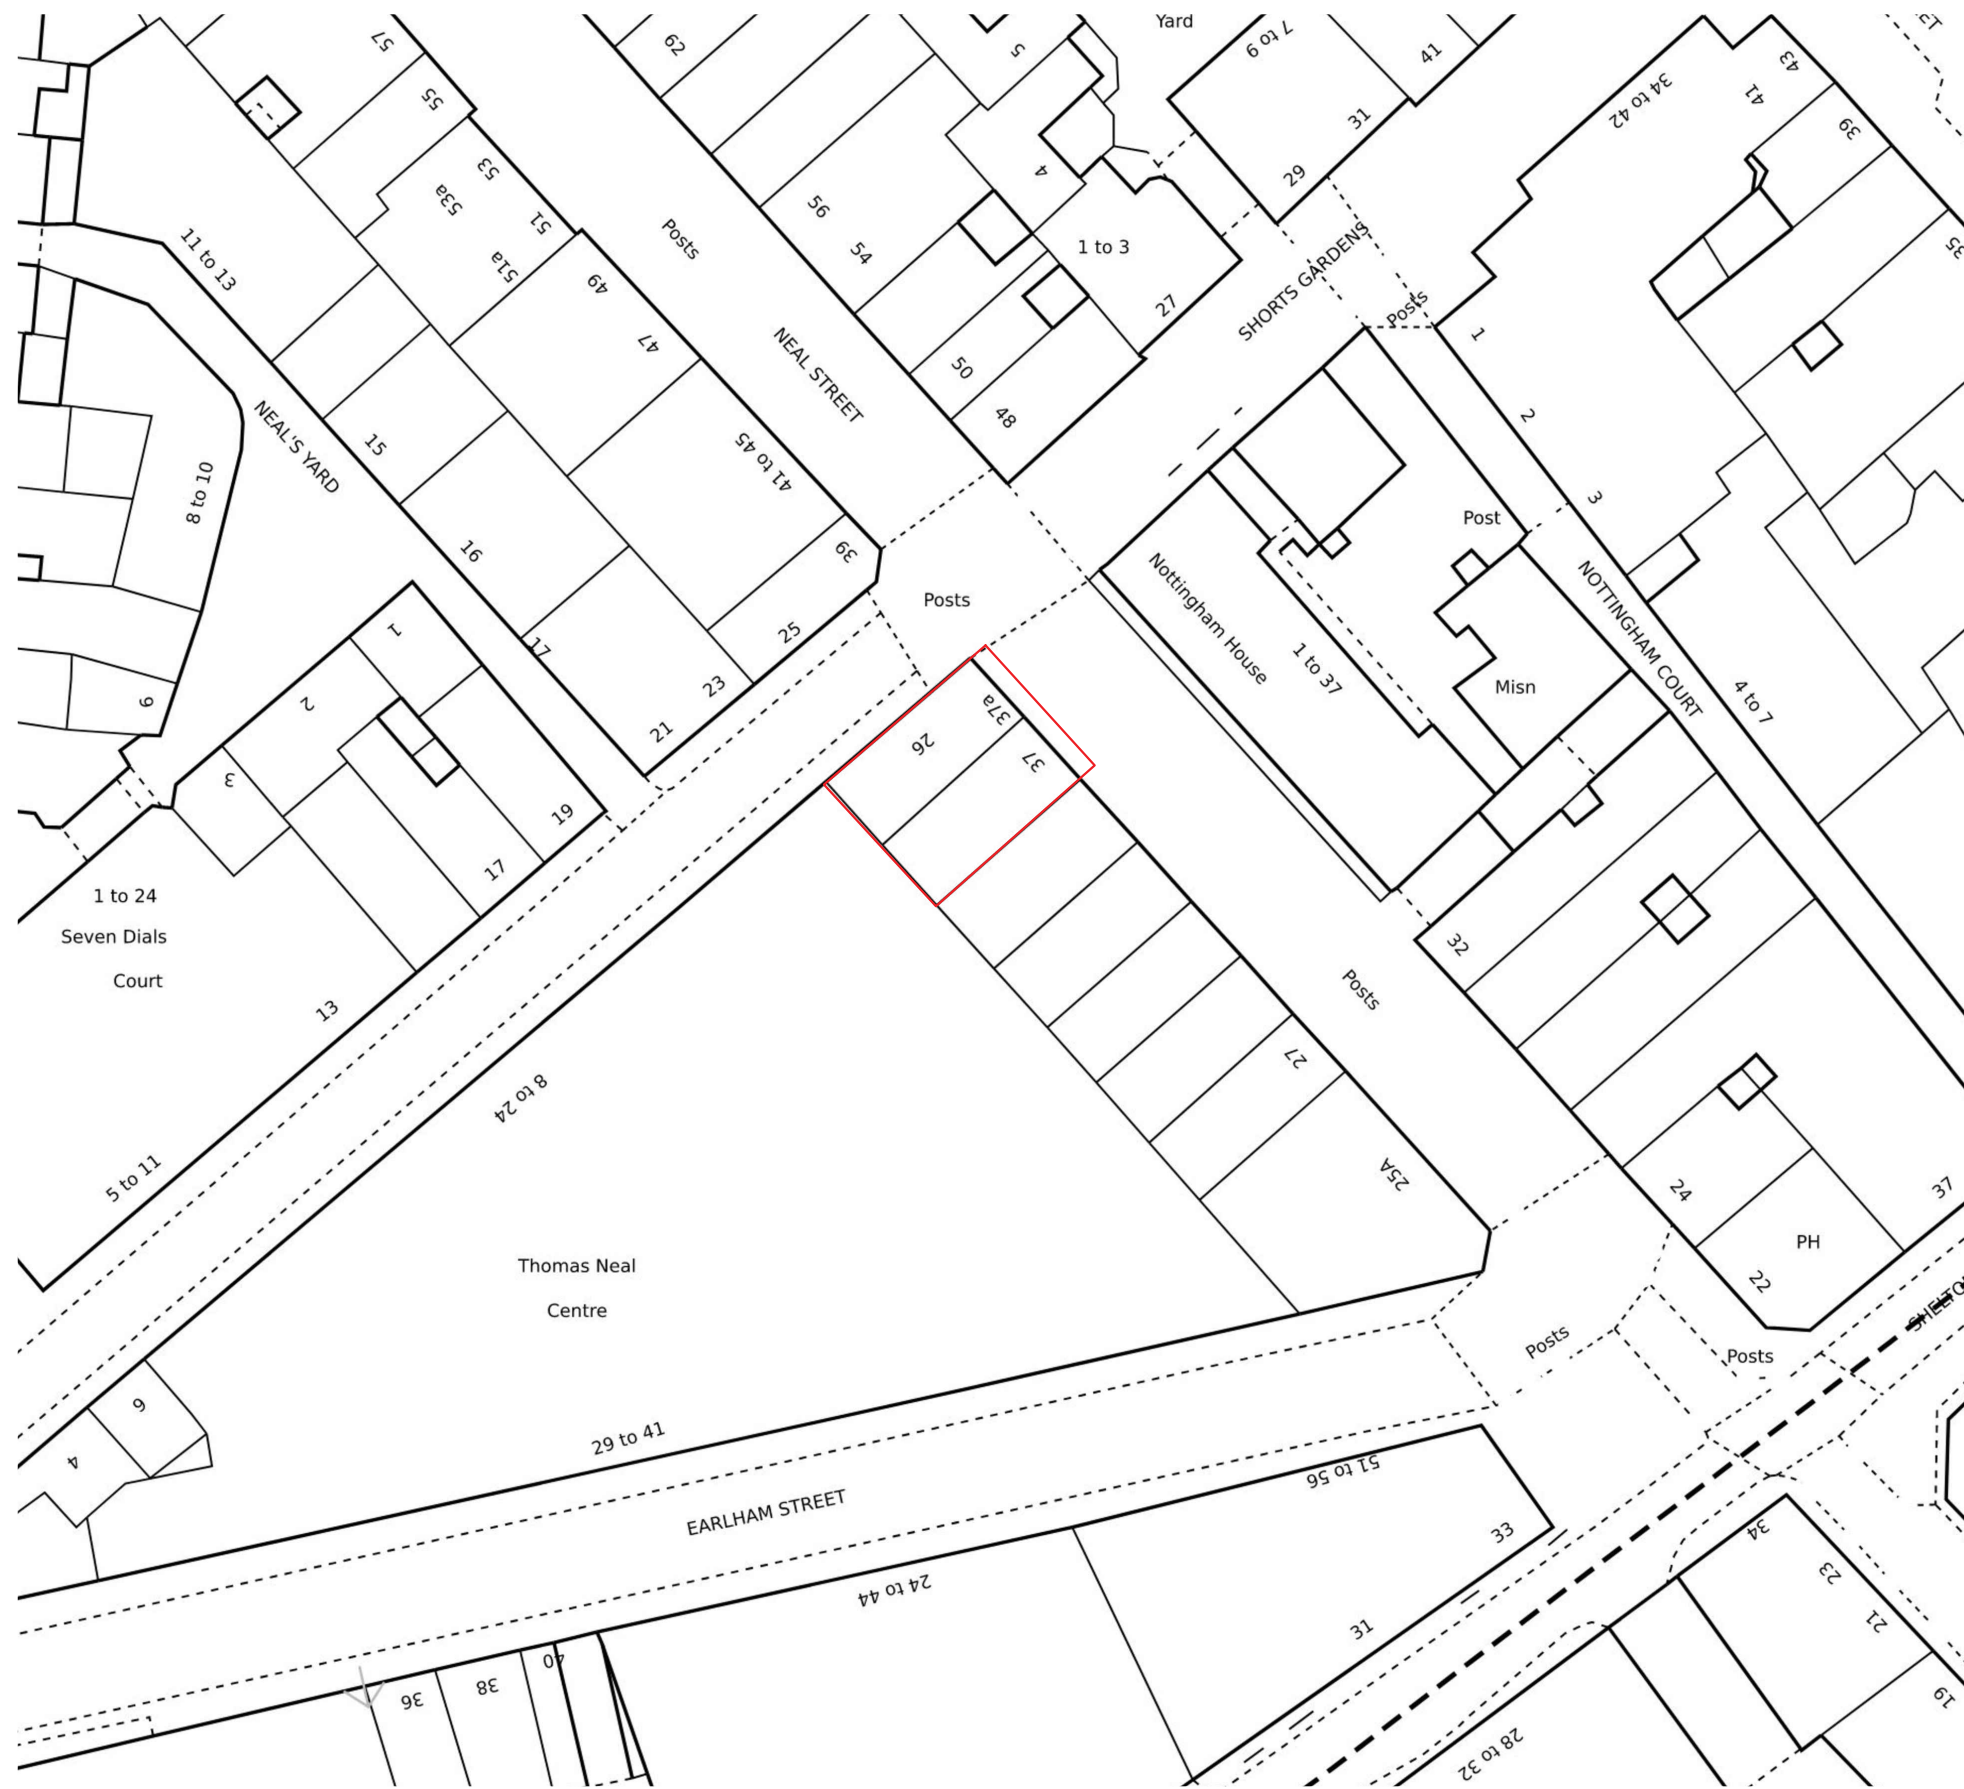 Yard
57
62
5
7 to 9
41
34 to 42
43
41
55
39
31
53
53a
4
29
56
51
1 to 3
54
51a
Posts
11 to 13
49
27
SHORTS GARDENS
Posts
35
47
NEAL STREET
50
1
48
2
NEAL'S YARD
15
41 to 45
8 to 10
3
Post
16
39
Posts
Nottingham House
1 to 37
NOTTINGHAM COURT
1
25
17
2
9
23
21
37a
26
37
Misn
4 to 7
3
19
17
1 to 24
Seven Dials
Court
32
Posts
13
27
8 to 24
5 to 11
25A
24
37
PH
22
Thomas Neal
Centre
Posts
Posts
6
4
29 to 41
EARLHAM STREET
51 to 56
33
34
23
21
24 to 44
31
36
38
40
28 to 32
19